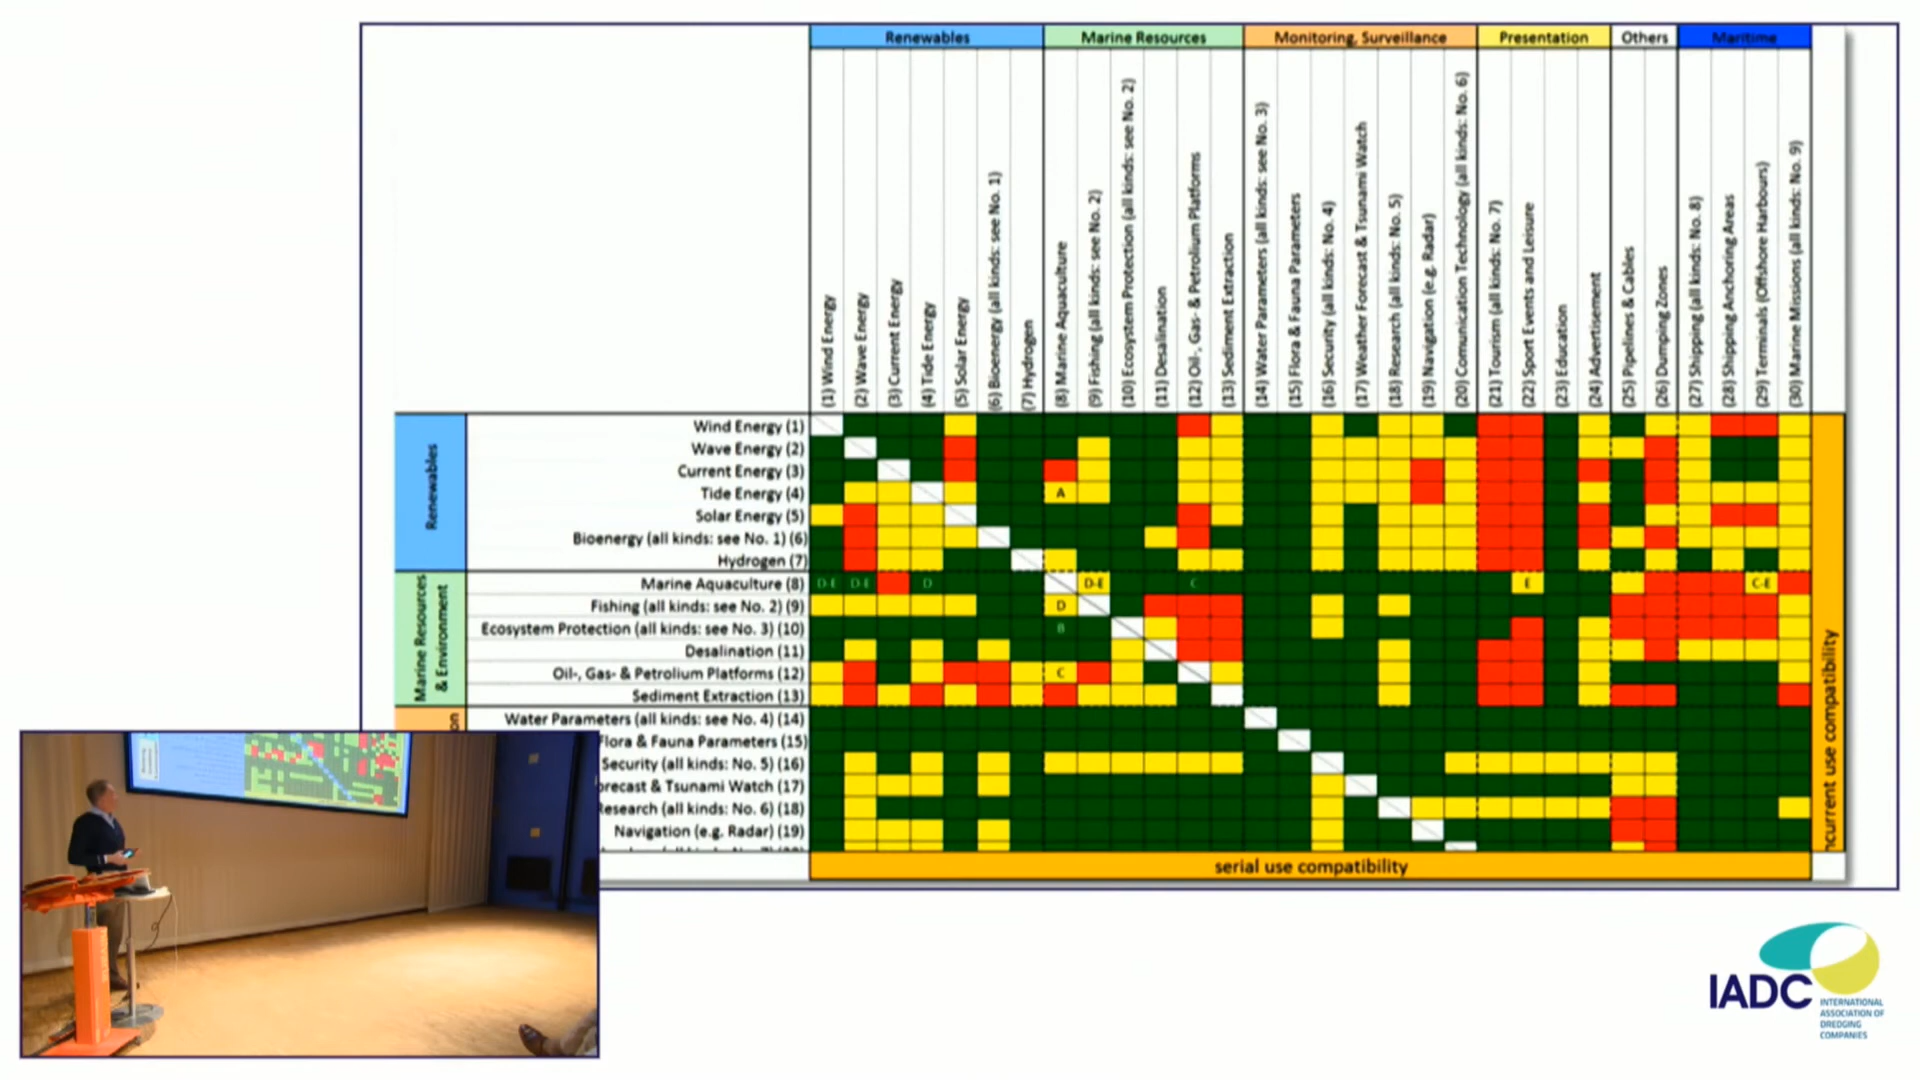 Renewables
Marine Resources
Monitoring, Surveillance
Presentation
Others
Maritime
(1) Wind Energy
(2) Wave Energy
(3) Current Energy
(4) Tide Energy
(5) Solar Energy
(6) Bioenergy (all kinds: see No. 1)
(7) Hydrogen
(8) Marine Aquaculture
(9) Fishing (all kinds: see No. 2)
(10) Ecosystem Protection (all kinds: see No. 2)
(11) Desalination
(12) Oil-, Gas- & Petrolium Platforms
(13) Sediment Extraction
(14) Water Parameters (all kinds: see No. 3)
(15) Flora & Fauna Parameters
(16) Security (all kinds: No. 4)
(17) Weather Forecast & Tsunami Watch
(18) Research (all kinds: No. 5)
(19) Navigation (e.g. Radar)
(20) Comunication Technology (all kinds: No. 6)
(21) Tourism (all kinds: No. 7)
(22) Sport Events and Leisure
(23) Education
(24) Advertisement
(25) Pipelines & Cables
(26) Dumping Zones
(27) Shipping (all kinds: No. 8)
(28) Shipping Anchoring Areas
(29) Terminals (Offshore Harbours)
(30) Marine Missions (all kinds: No. 9)
Renewables
Wind Energy (1)
Wave Energy (2)
Current Energy (3)
Tide Energy (4) A
Solar Energy (5)
Bioenergy (all kinds: see No. 1) (6)
Hydrogen (7)
Marine Resources
& Environment
Marine Aquaculture (8) D-E D-E D D-E C E C-E
Fishing (all kinds: see No. 2) (9) D
Ecosystem Protection (all kinds: see No. 3) (10) B
Desalination (11)
Oil-, Gas- & Petrolium Platforms (12) C
Sediment Extraction (13)
on
Water Parameters (all kinds: see No. 4) (14)
Flora & Fauna Parameters (15)
Security (all kinds: No. 5) (16)
orecast & Tsunami Watch (17)
Research (all kinds: No. 6) (18)
Navigation (e.g. Radar) (19)
serial use compatibility
current use compatibility
IADC
INTERNATIONAL
ASSOCIATION OF
DREDGING
COMPANIES